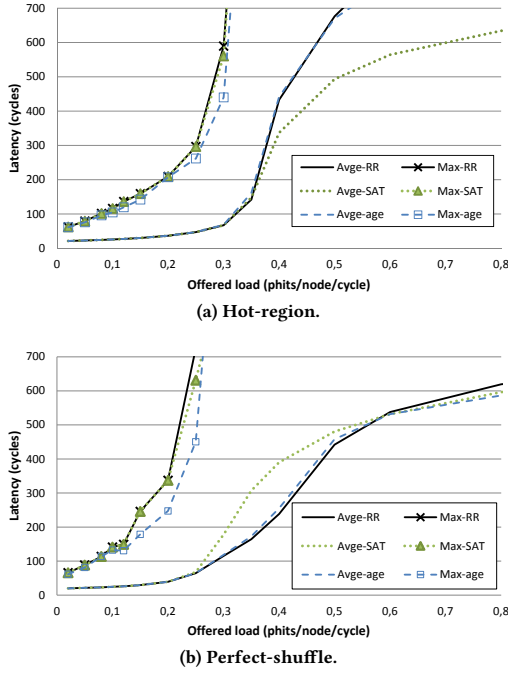 700
600
500
400
300
200
100
0
Latency (cycles)
Avge-RR Max-RR
Avge-SAT Max-SAT
Avge-age Max-age
0 0,1 0,2 0,3 0,4 0,5 0,6 0,7 0,8
Offered load (phits/node/cycle)
(a) Hot-region.
700
600
500
400
300
200
100
0
Latency (cycles)
Avge-RR Max-RR
Avge-SAT Max-SAT
Avge-age Max-age
0 0,1 0,2 0,3 0,4 0,5 0,6 0,7 0,8
Offered load (phits/node/cycle)
(b) Perfect-shuffle.